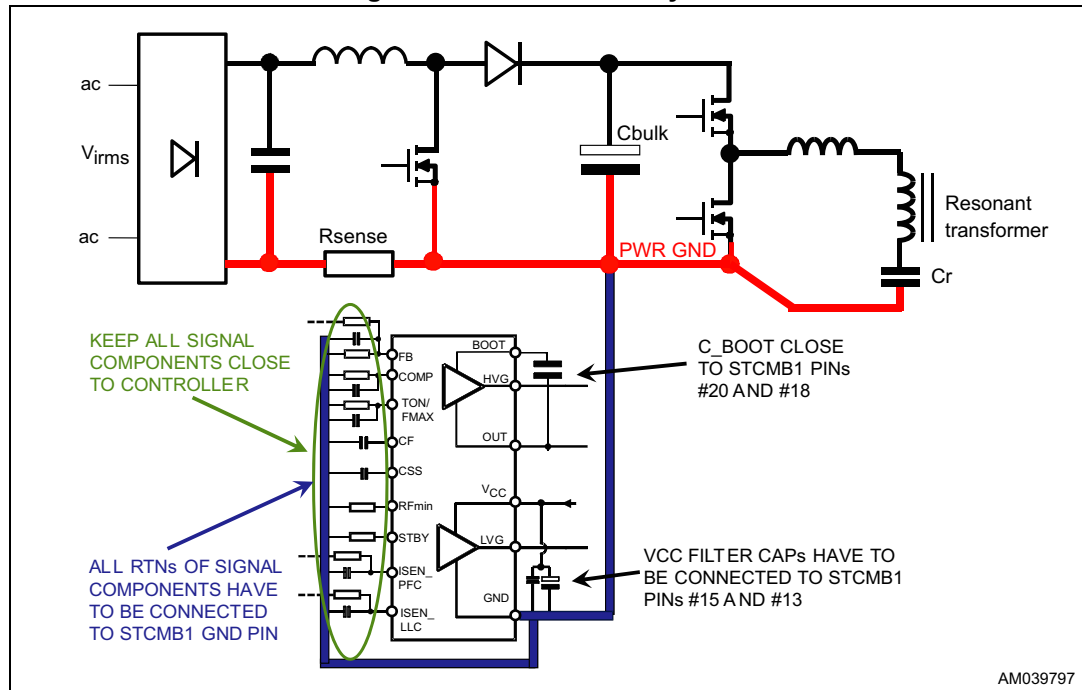 ac
Virms
ac
Rsense
Cbulk
PWR GND
Resonant
transformer
Cr
KEEP ALL SIGNAL
COMPONENTS CLOSE
TO CONTROLLER
ALL RTNs OF SIGNAL
COMPONENTS HAVE
TO BE CONNECTED
TO STCMB1 GND PIN
FB
COMP
TON/
FMAX
CF
CSS
RFmin
STBY
ISEN_
PFC
ISEN_
LLC
BOOT
HVG
OUT
VCC
LVG
GND
C_BOOT CLOSE
TO STCMB1 PINs
#20 AND #18
VCC FILTER CAPs HAVE TO
BE CONNECTED TO STCMB1
PINs #15 AND #13
AM039797